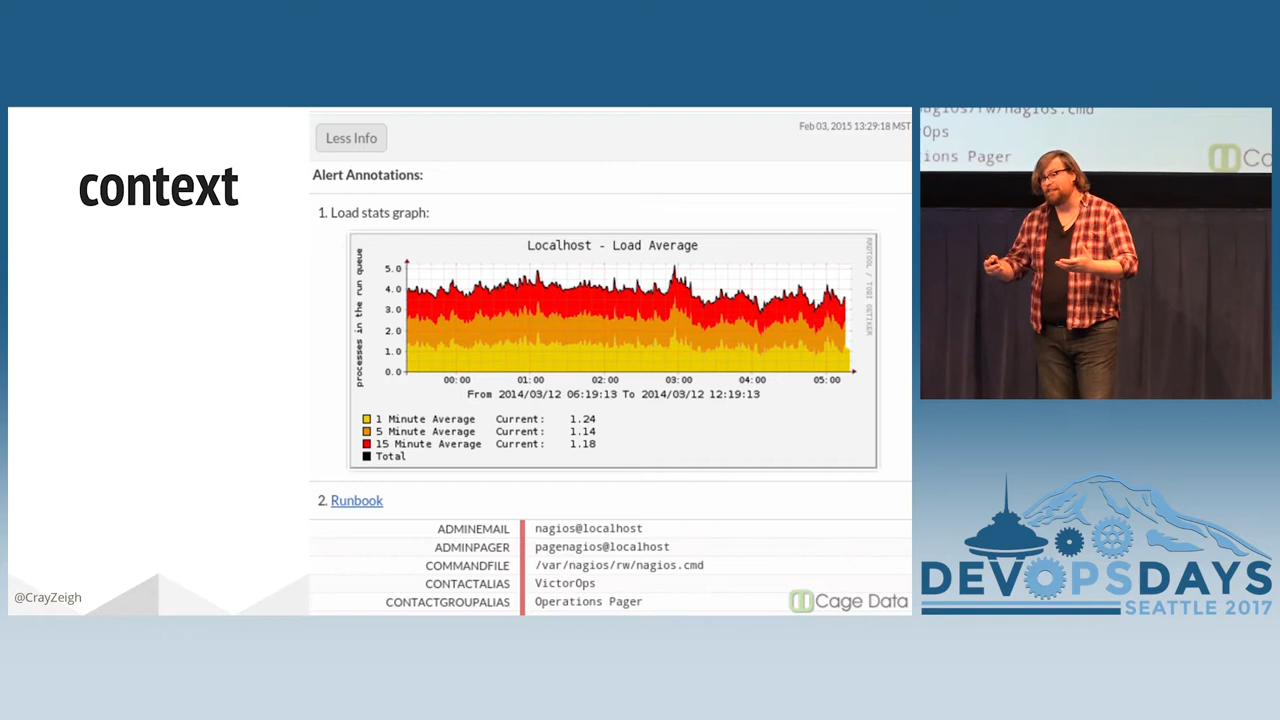 context
@CrayZeigh
Less Info
Feb 03, 2015 13:29:18 MST
Alert Annotations:
1. Load stats graph:
Localhost - Load Average
processes in the run queue
RRDTOOL / TOBI OETIKER
5.0
4.0
3.0
2.0
1.0
0.0
00:00 01:00 02:00 03:00 04:00 05:00
From 2014/03/12 06:19:13 To 2014/03/12 12:19:13
1 Minute Average Current: 1.24
5 Minute Average Current: 1.14
15 Minute Average Current: 1.18
Total
2. Runbook
ADMINEMAIL nagios@localhost
ADMINPAGER pagenagios@localhost
COMMANDFILE /var/nagios/rw/nagios.cmd
CONTACTALIAS VictorOps
CONTACTGROUPALIAS Operations Pager
Cage Data
nagios/rw/nagios.cmd
Ops
ions Pager
Co
DEVOPSDAYS
SEATTLE 2017